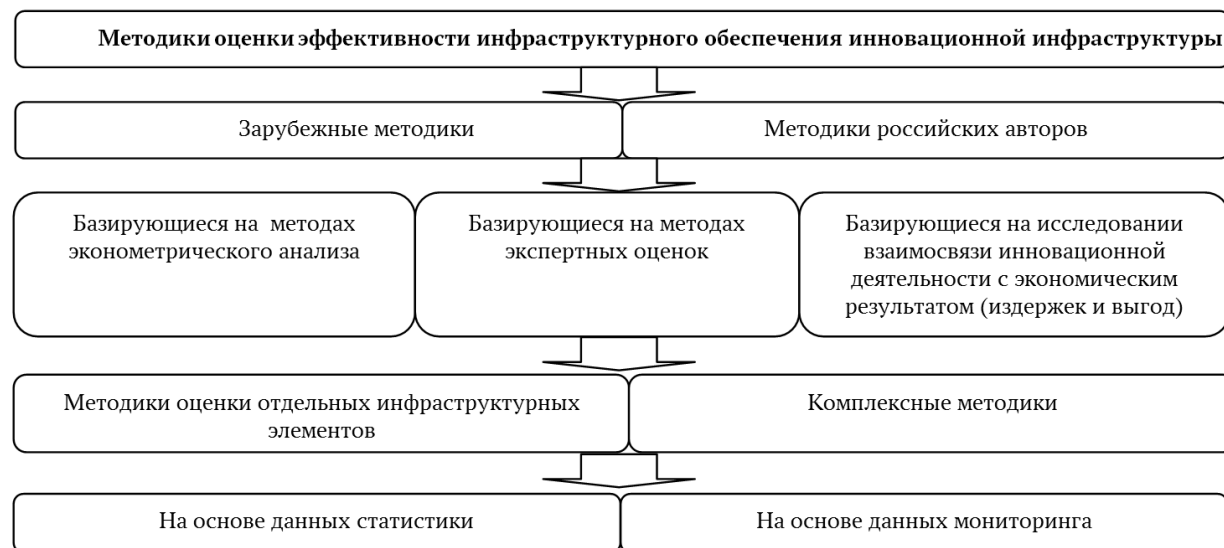 Методики оценки эффективности инфраструктурного обеспечения инновационной инфраструктуры
Зарубежные методики
Методики российских авторов
Базирующиеся на методах
эконометрического анализа
Базирующиеся на методах
экспертных оценок
Базирующиеся на исследовании
взаимосвязи инновационной
деятельности с экономическим
результатом (издержек и выгод)
Методики оценки отдельных инфраструктурных
элементов
Комплексные методики
На основе данных статистики
На основе данных мониторинга